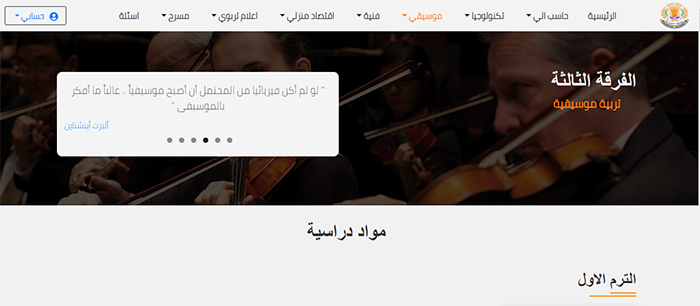 الرئيسية
حاسب الي
تكنولوجيا
موسيقي
فنية
اقتصاد منزلي
اعلام تربوي
مسرح
اسئلة
حسابي
الفرقة الثالثة
تربية موسيقية
" لو لم أكن فيزيائيا من المحتمل أن أصبح موسيقياً .. غالباً ما أفكر
بالموسيقى "
ألبرت أينشتاين
مواد دراسية
الترم الاول